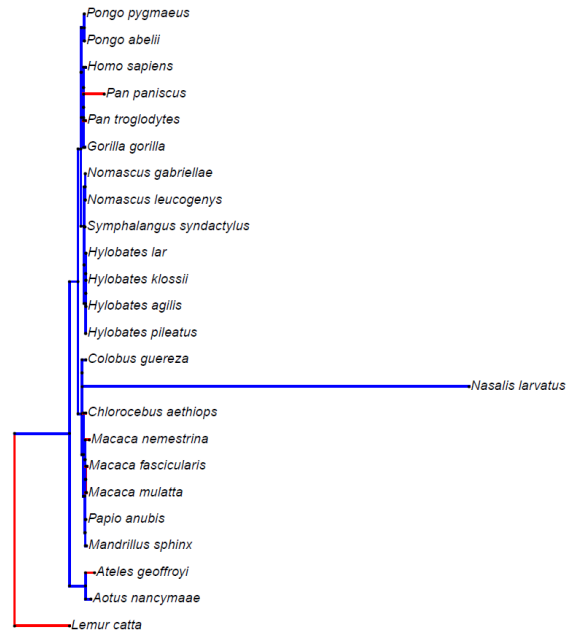 Pongo pygmaeus
Pongo abelii
Homo sapiens
Pan paniscus
Pan troglodytes
Gorilla gorilla
Nomascus gabriellae
Nomascus leucogenys
Symphalangus syndactylus
Hylobates lar
Hylobates klossii
Hylobates agilis
Hylobates pileatus
Colobus guereza
Nasalis larvatus
Chlorocebus aethiops
Macaca nemestrina
Macaca fascicularis
Macaca mulatta
Papio anubis
Mandrillus sphinx
Ateles geoffroyi
Aotus nancymaae
Lemur catta